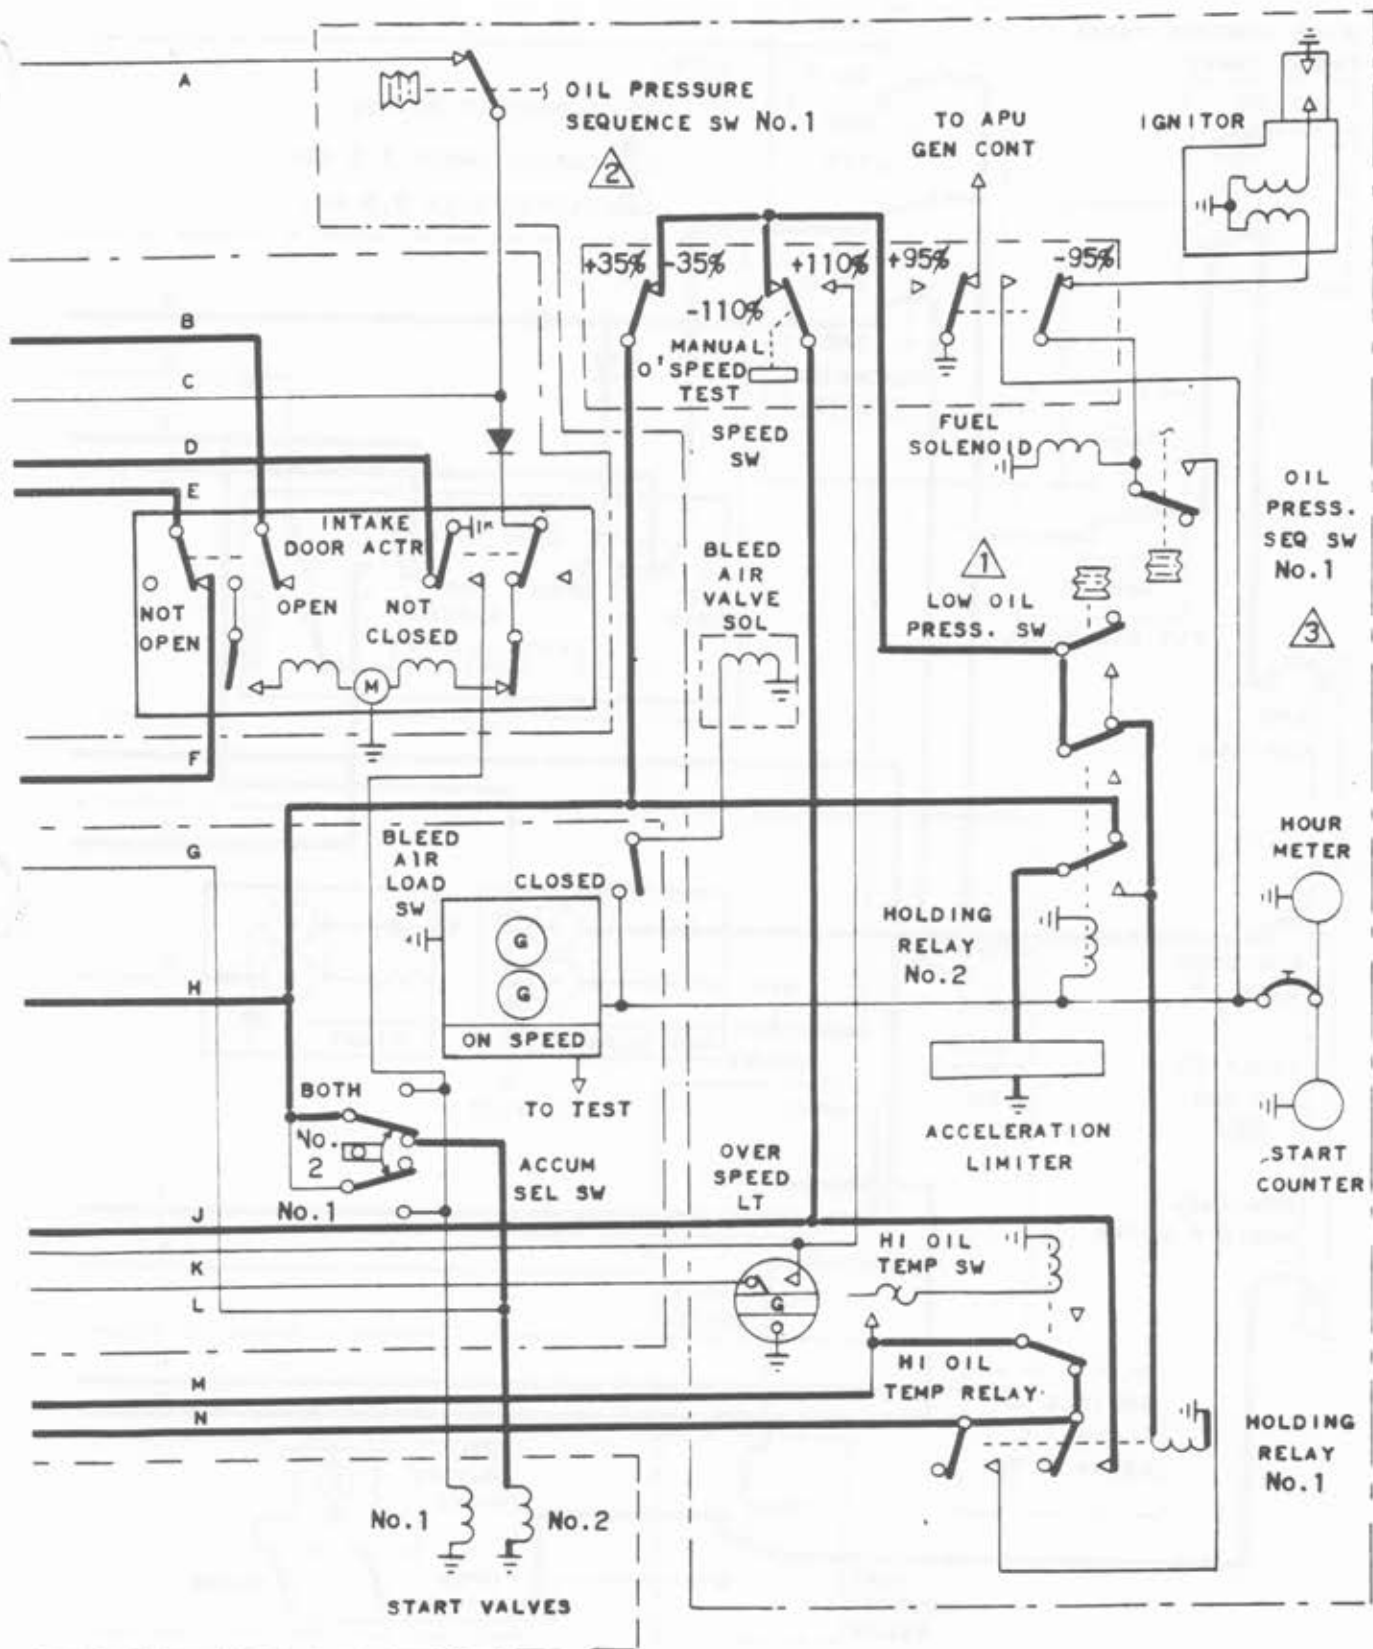 A
OIL PRESSURE
SEQUENCE SW No.1
2
TO APU
GEN CONT
IGNITOR
+35%
-35%
+110%
+95%
-95%
-110%
MANUAL
O'SPEED
TEST
SPEED
SW
B
C
D
E
INTAKE
DOOR ACTR
NOT
OPEN
OPEN
NOT
CLOSED
M
F
FUEL
SOLENOID
OIL
PRESS.
SEQ SW
No.1
3
BLEED
AIR
VALVE
SOL
1
LOW OIL
PRESS. SW
G
BLEED
AIR
LOAD
SW
CLOSED
G
G
ON SPEED
TO TEST
HOUR
METER
HOLDING
RELAY
No.2
H
BOTH
No.
2
No.1
ACCUM
SEL SW
ACCELERATION
LIMITER
START
COUNTER
OVER
SPEED
LT
J
K
L
G
HI OIL
TEMP SW
HI OIL
TEMP RELAY
M
N
HOLDING
RELAY
No.1
No.1
No.2
START VALVES